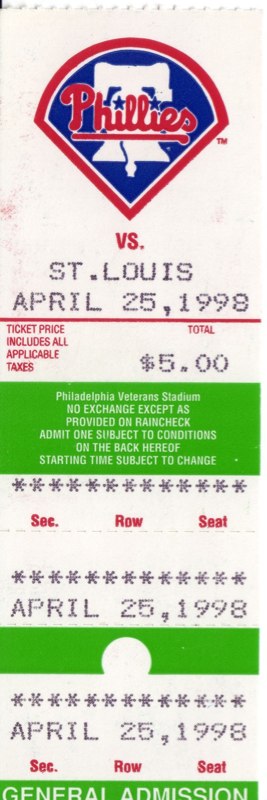 Phillies
TM
VS.
ST.LOUIS
APRIL 25,1998
TICKET PRICE
INCLUDES ALL
APPLICABLE
TAXES
TOTAL
$5.00
Philadelphia Veterans Stadium
NO EXCHANGE EXCEPT AS
PROVIDED ON RAINCHECK
ADMIT ONE SUBJECT TO CONDITIONS
ON THE BACK HEREOF
STARTING TIME SUBJECT TO CHANGE
*******************
Sec. Row Seat
*******************
APRIL 25,1998
*******************
APRIL 25,1998
Sec. Row Seat
GENERAL ADMISSION